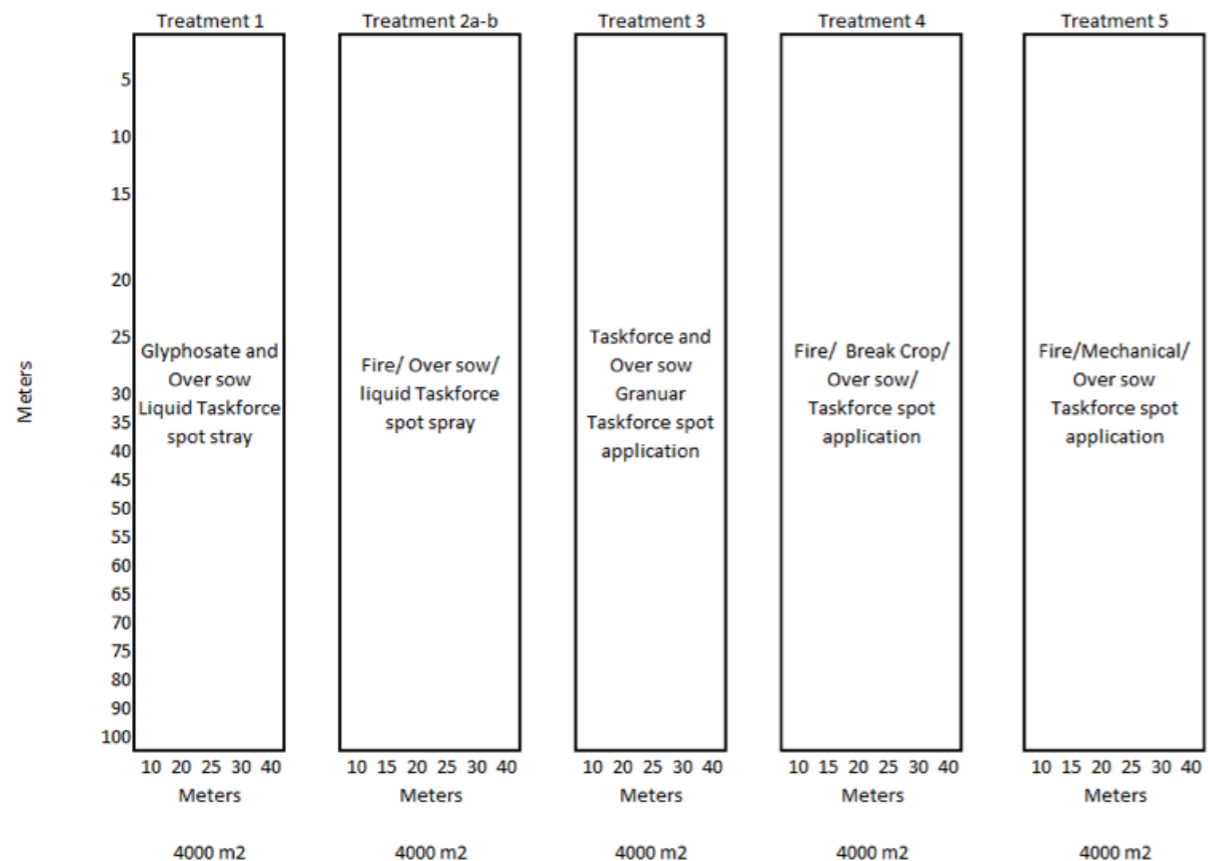 Treatment 1
Treatment 2a-b
Treatment 3
Treatment 4
Treatment 5
Meters
5
10
15
20
25
30
35
40
45
50
55
60
65
70
75
80
90
100
Glyphosate and
Over sow
Liquid Taskforce
spot stray
Fire/ Over sow/
liquid Taskforce
spot spray
Taskforce and
Over sow
Granuar
Taskforce spot
application
Fire/ Break Crop/
Over sow/
Taskforce spot
application
Fire/Mechanical/
Over sow
Taskforce spot
application
10 20 25 30 40
10 15 20 25 30 40
10 20 25 30 40
10 15 20 25 30 40
10 15 20 25 30 40
Meters
Meters
Meters
Meters
Meters
4000 m2
4000 m2
4000 m2
4000 m2
4000 m2